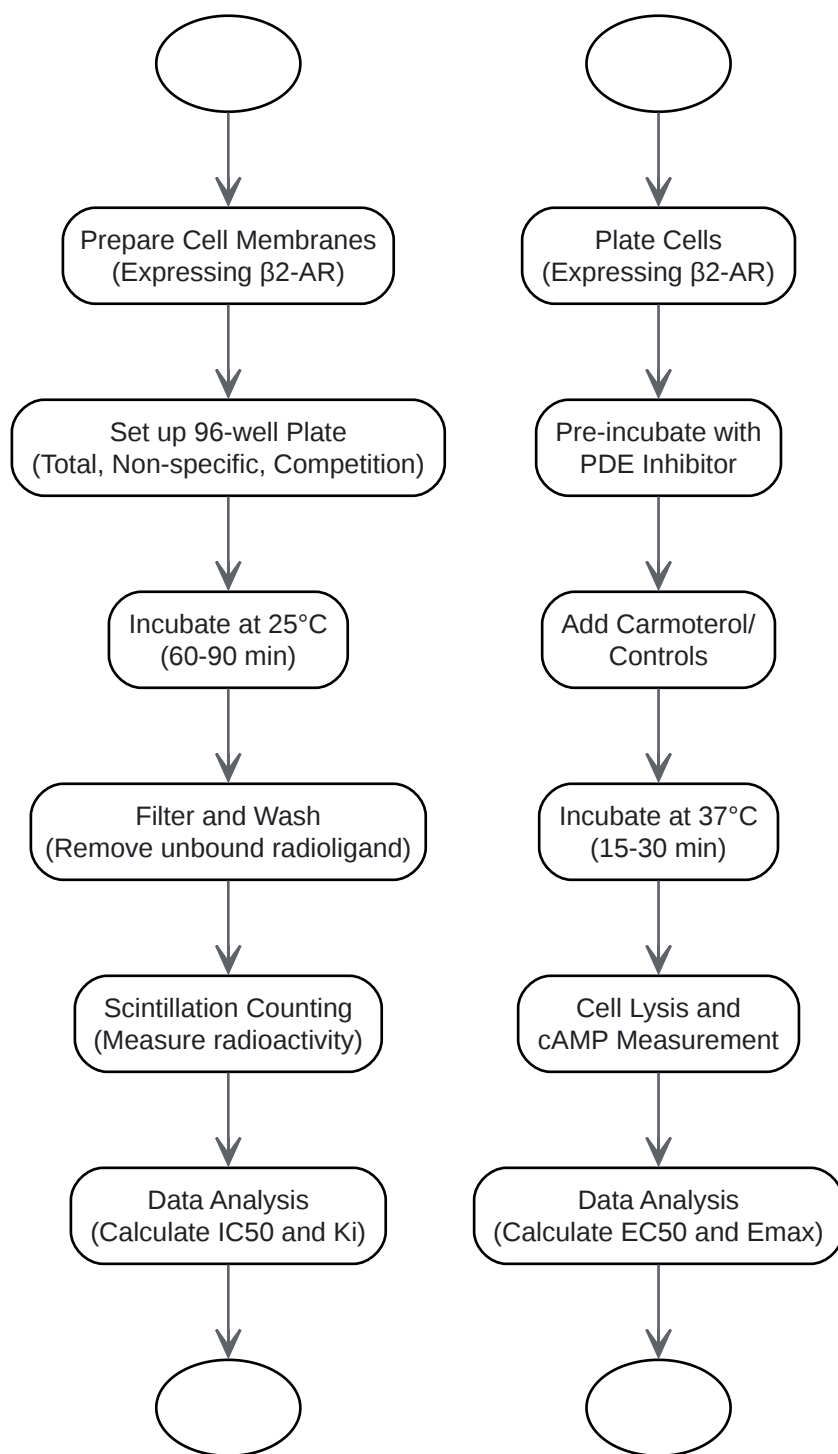 Prepare Cell Membranes
(Expressing β2-AR)
Set up 96-well Plate
(Total, Non-specific, Competition)
Incubate at 25°C
(60-90 min)
Filter and Wash
(Remove unbound radioligand)
Scintillation Counting
(Measure radioactivity)
Data Analysis
(Calculate IC50 and Ki)
Plate Cells
(Expressing β2-AR)
Pre-incubate with
PDE Inhibitor
Add Carmoterol/
Controls
Incubate at 37°C
(15-30 min)
Cell Lysis and
cAMP Measurement
Data Analysis
(Calculate EC50 and Emax)